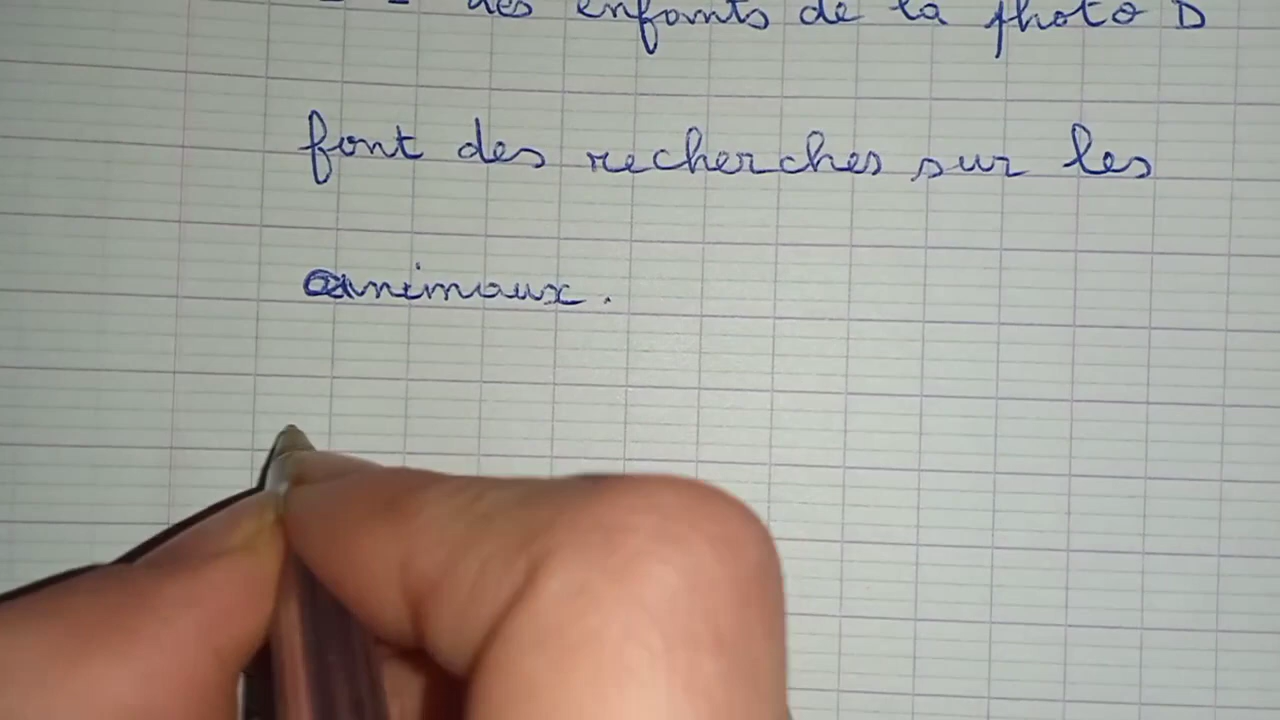 des enfants de la photo D
font des recherches sur les
animaux.